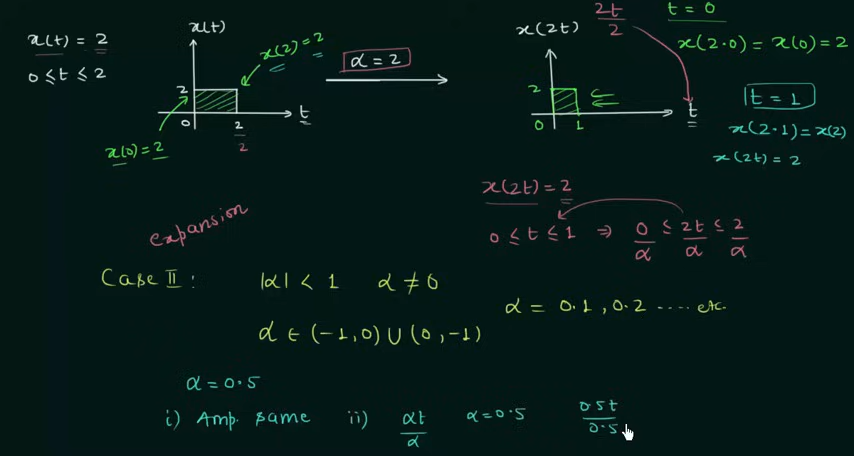 x(t) = 2
0 ≤ t ≤ 2
x(t)
x(2) = 2
2
0
2
2
t
x(0) = 2
α = 2
x(2t)
2
0
1
t
2t
2
t = 0
x(2·0) = x(0) = 2
t = 1
x(2·1) = x(2)
x(2t) = 2
x(2t) = 2
0 ≤ t ≤ 1 ⇒ 0/α ≤ 2t/α ≤ 2/α
expansion
Case II : |α| < 1 α ≠ 0
α = 0.1, 0.2 ..... etc.
α ∈ (-1, 0) ∪ (0, -1)
α = 0.5
i) Amp. same ii) αt/α α = 0.5 0.5t/0.5